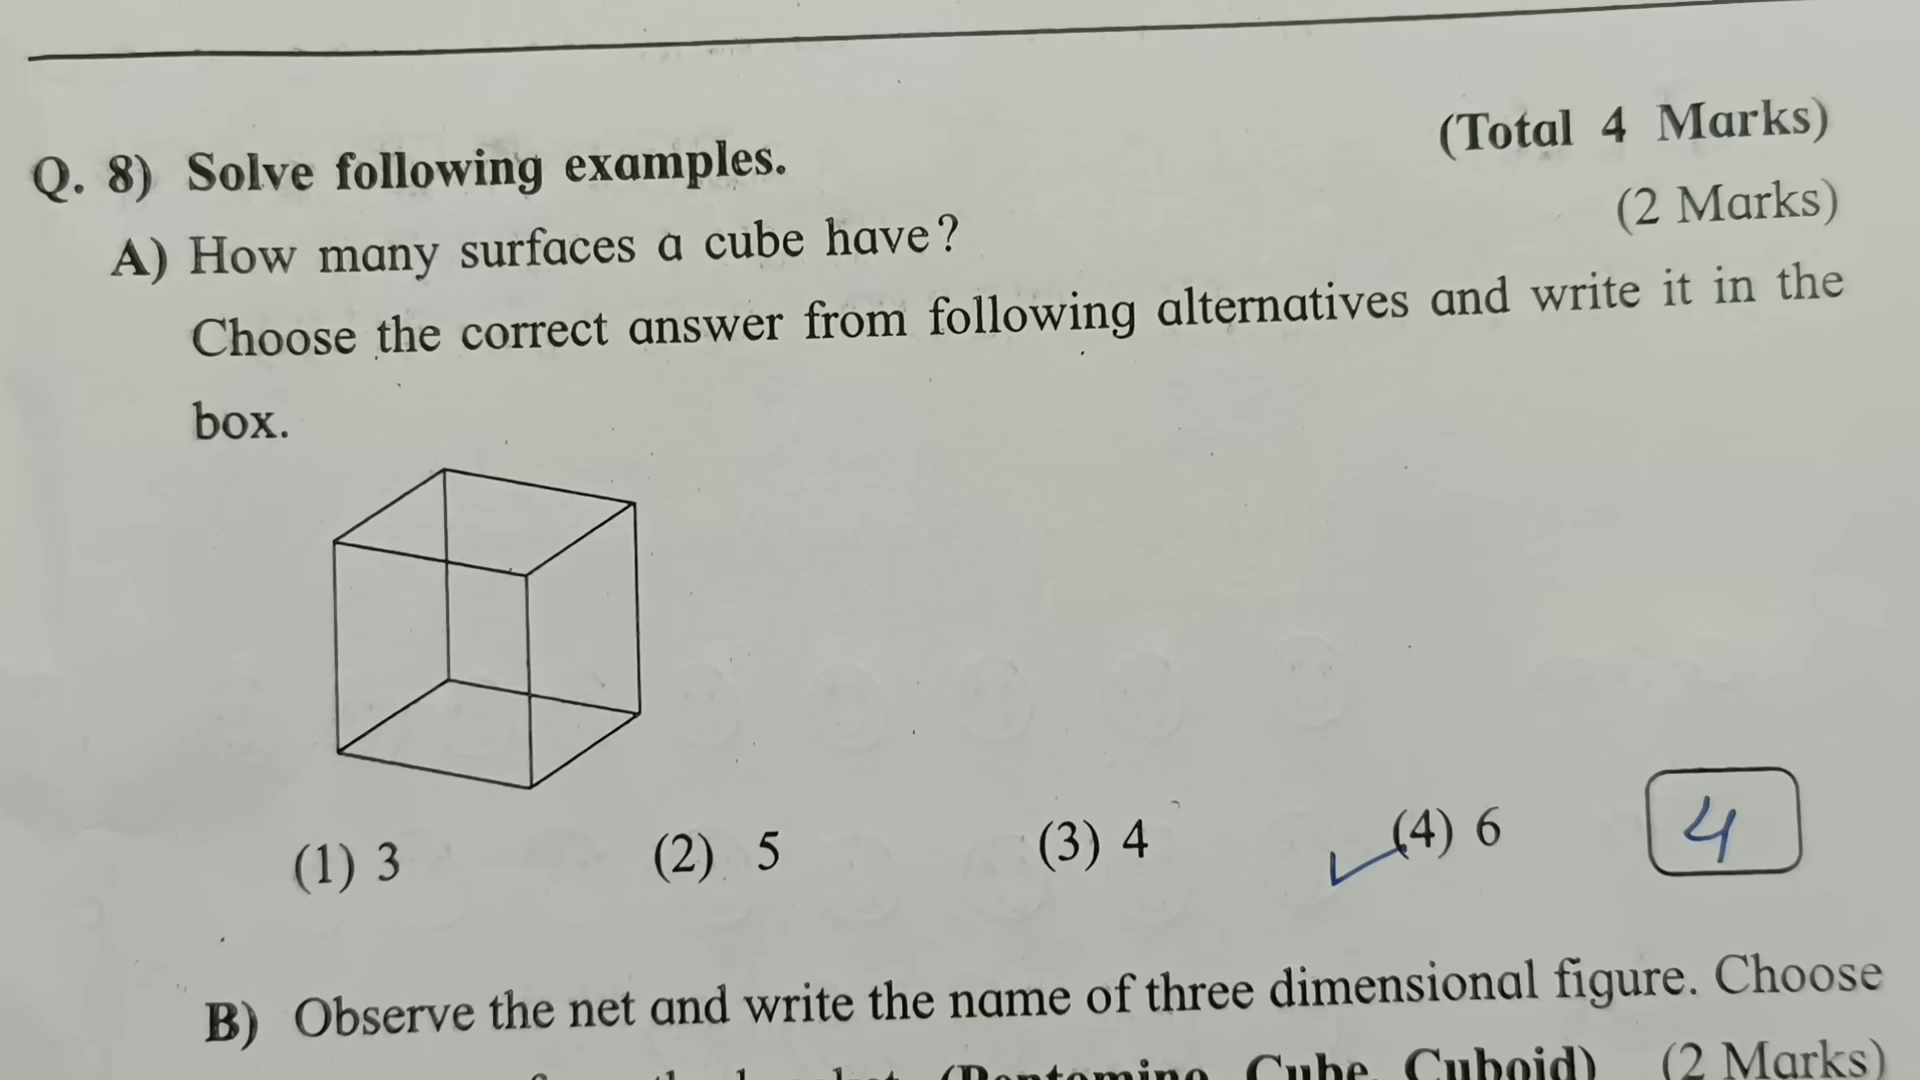 (Total 4 Marks)
Q. 8) Solve following examples.
(2 Marks)
A) How many surfaces a cube have?
Choose the correct answer from following alternatives and write it in the
box.
(1) 3 (2) 5 (3) 4 (4) 6 4
B) Observe the net and write the name of three dimensional figure. Choose
(Pentomino, Cube, Cuboid) (2 Marks)